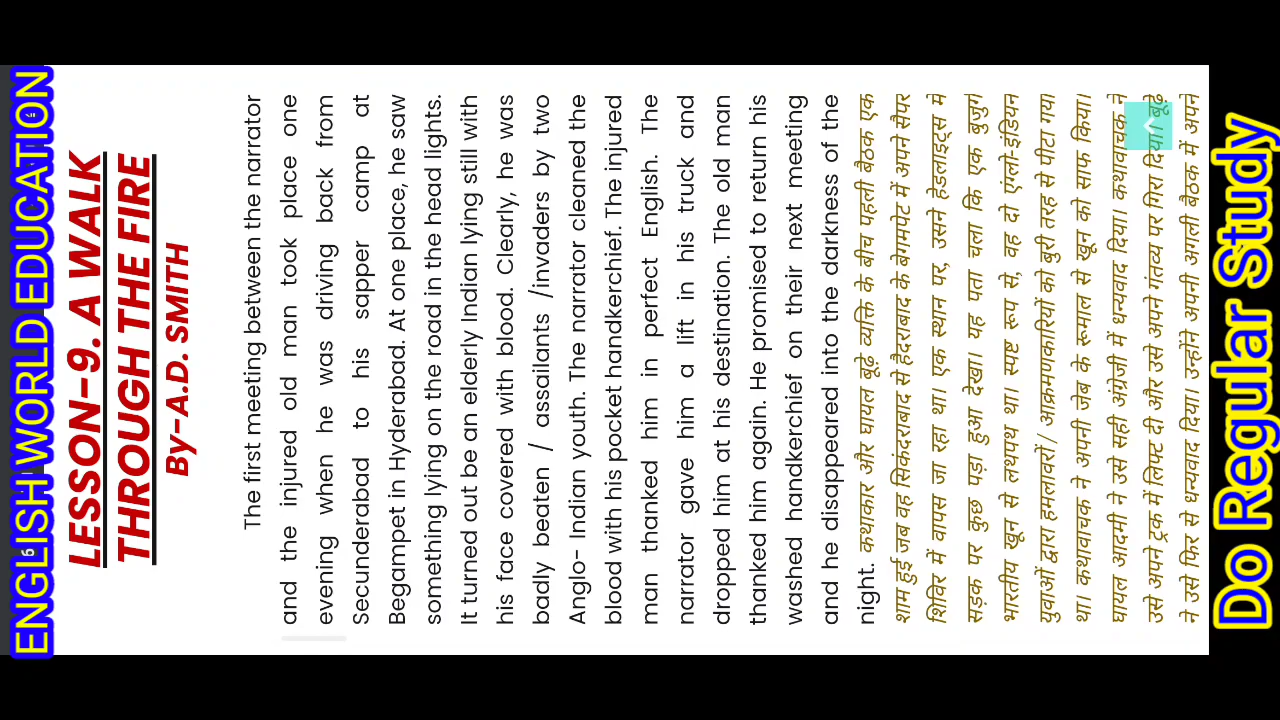 ENGLISH WORLD EDUCATION
LESSON-9. A WALK
THROUGH THE FIRE
By-A.D. SMITH
The first meeting between the narrator
and the injured old man took place one
evening when he was driving back from
Secunderabad to his sapper camp at
Begampet in Hyderabad. At one place, he saw
something lying on the road in the head lights.
It turned out be an elderly Indian lying still with
his face covered with blood. Clearly, he was
badly beaten / assailants /invaders by two
Anglo- Indian youth. The narrator cleaned the
blood with his pocket handkerchief. The injured
man thanked him in perfect English. The
narrator gave him a lift in his truck and
dropped him at his destination. The old man
thanked him again. He promised to return his
washed handkerchief on their next meeting
and he disappeared into the darkness of the
night. कथाकार और घायल बूढ़े व्यक्ति के बीच पहली बैठक एक
शाम हुई जब वह सिकंदराबाद से हैदराबाद के बेगमपेट में अपने सैपर
शिविर में वापस जा रहा था। एक स्थान पर, उसने हेडलाइट्स में
सड़क पर कुछ पड़ा हुआ देखा। यह पता चला कि एक बुजुर्ग
भारतीय खून से लथपथ था। स्पष्ट रूप से, वह दो एंग्लो-इंडियन
युवाओं द्वारा हमलावरों / आक्रमणकारियों को बुरी तरह से पीटा गया
था। कथावाचक ने अपनी जेब के रूमाल से खून को साफ किया।
घायल आदमी ने उसे सही अंग्रेजी में धन्यवाद दिया। कथावाचक ने
उसे अपने ट्रक में लिफ्ट दी और उसे अपने गंतव्य पर गिरा दिया। बूढ़े
ने उसे फिर से धन्यवाद दिया। उन्होंने अपनी अगली बैठक में अपने
Do Regular Study